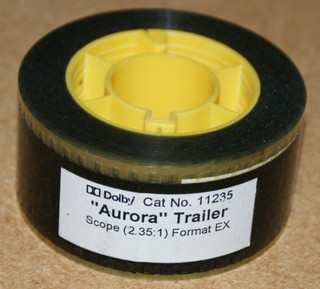 Dolby Cat No. 11235
"Aurora" Trailer
Scope (2.35:1) Format EX